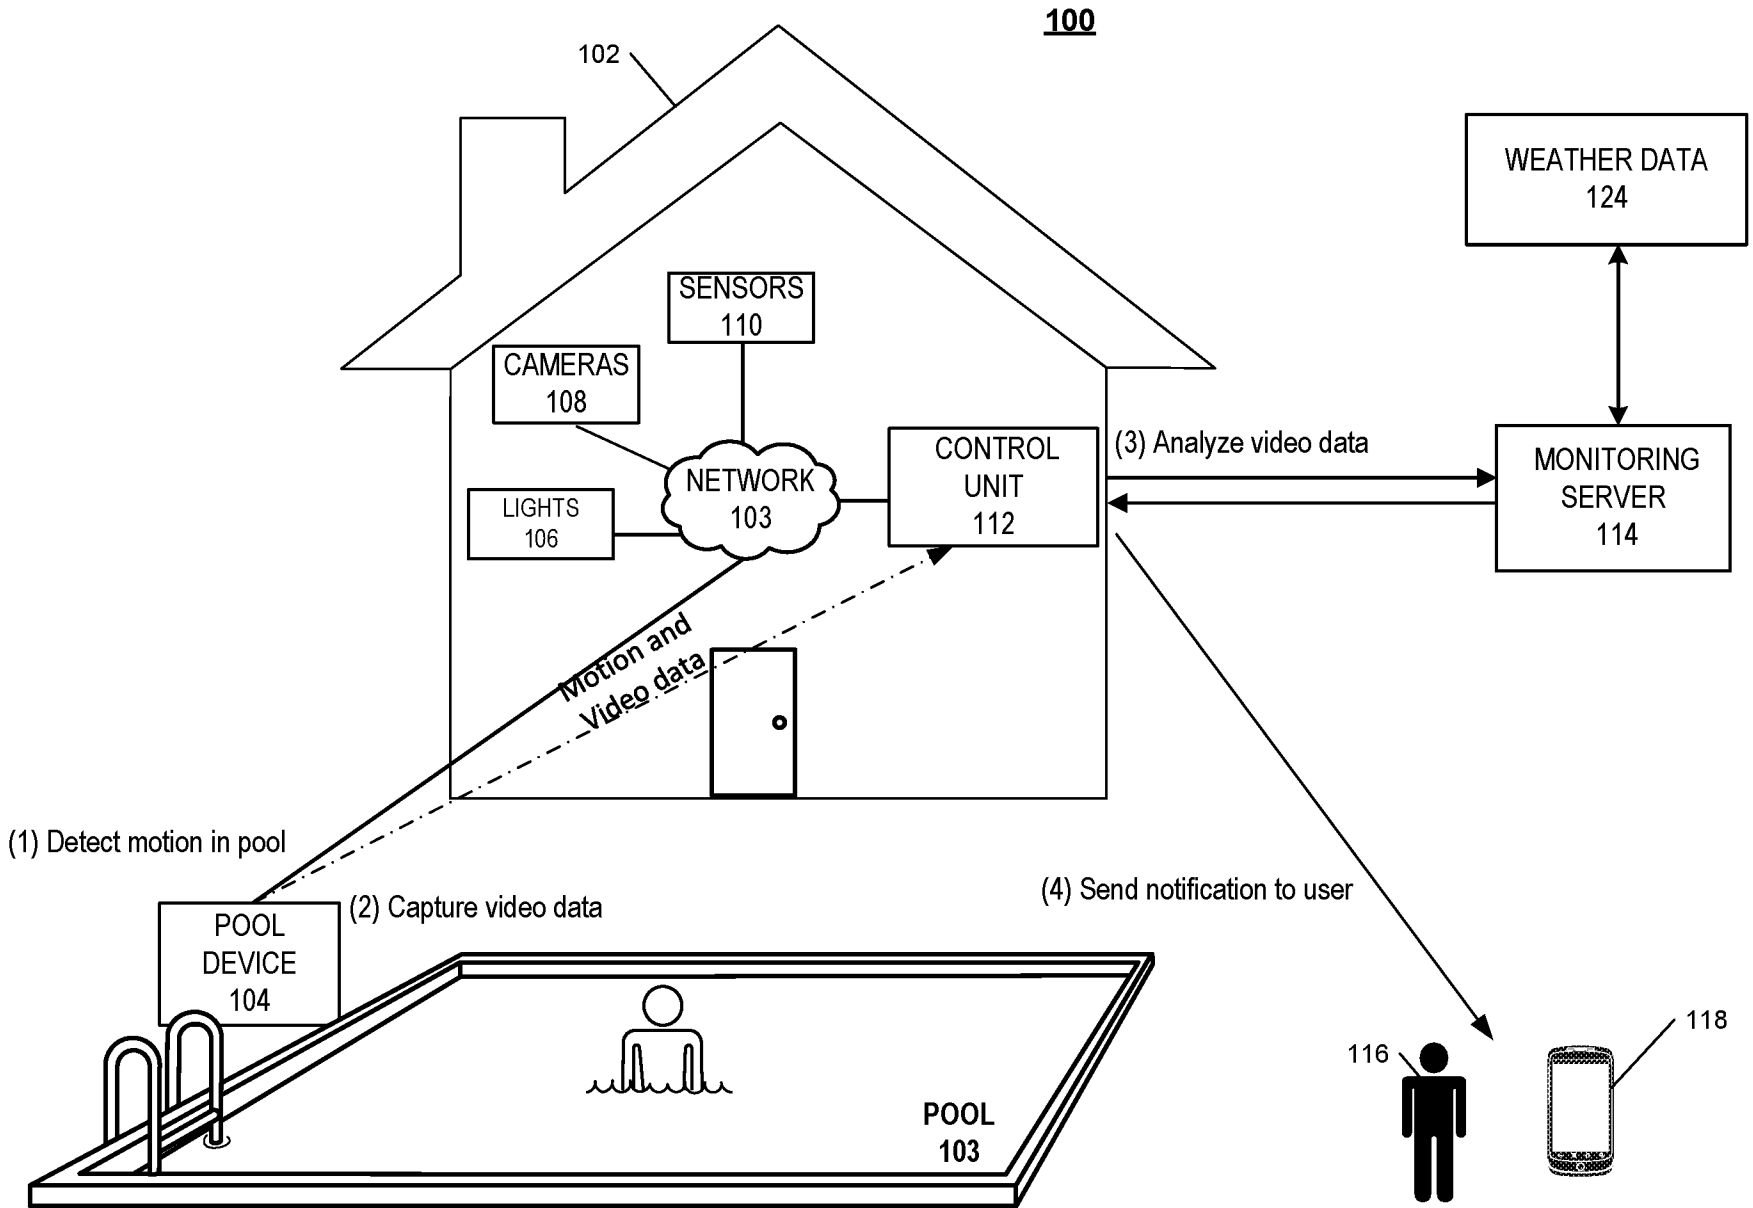 100
102
WEATHER DATA
124
SENSORS
110
CAMERAS
108
LIGHTS
106
NETWORK
103
CONTROL
UNIT
112
(3) Analyze video data
MONITORING
SERVER
114
Motion and
Video data
(1) Detect motion in pool
(2) Capture video data
POOL
DEVICE
104
(4) Send notification to user
POOL
103
116
118